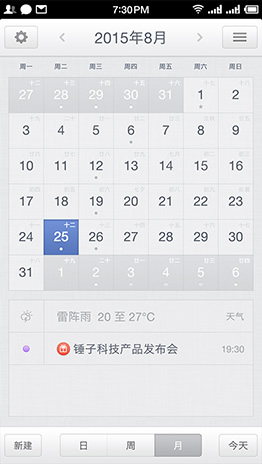 7:30PM
2015年8月
周一 周二 周三 周四 周五 周六 周日
27 28 29 30 31 1 2
3 4 5 6 7 8 9
10 11 12 13 14 15 16
17 18 19 20 21 22 23
24 25 26 27 28 29 30
31 1 2 3 4 5 6
雷阵雨 20 至 27°C 天气
锤子科技产品发布会 19:30
新建 日 周 月 今天